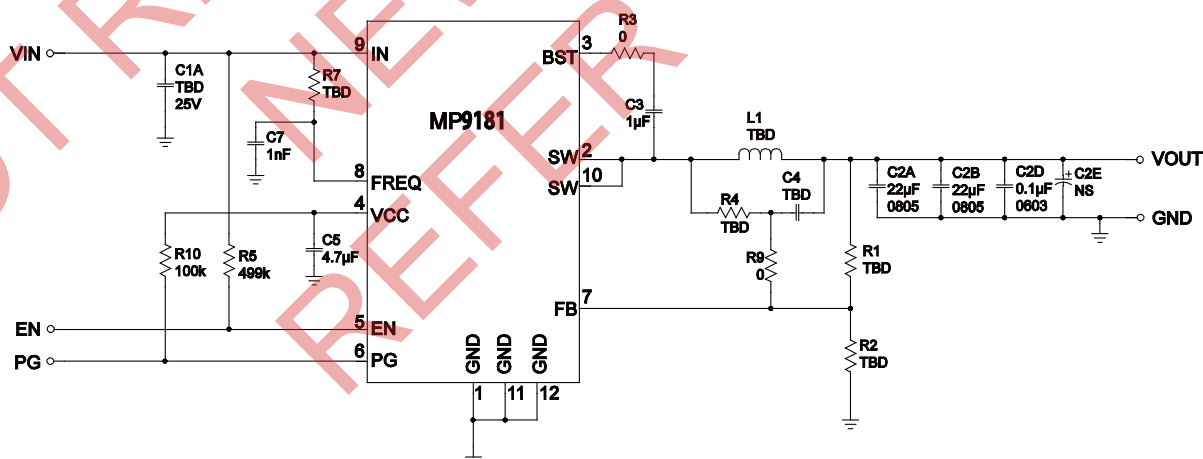 OT R
NE
REFER
VIN
9
IN
C1A
TBD
25V
R7
TBD
C7
1nF
8
FREQ
4
VCC
R10
100k
R5
499k
C5
4.7µF
EN
5
EN
PG
6
PG
MP9181
3
BST
R3
0
C3
1µF
SW
2
SW
10
L1
TBD
R4
TBD
C4
TBD
R9
0
FB
7
R1
TBD
R2
TBD
C2A
22µF
0805
C2B
22µF
0805
C2D
0.1µF
0603
+
C2E
NS
VOUT
GND
GND
GND
GND
1
11
12